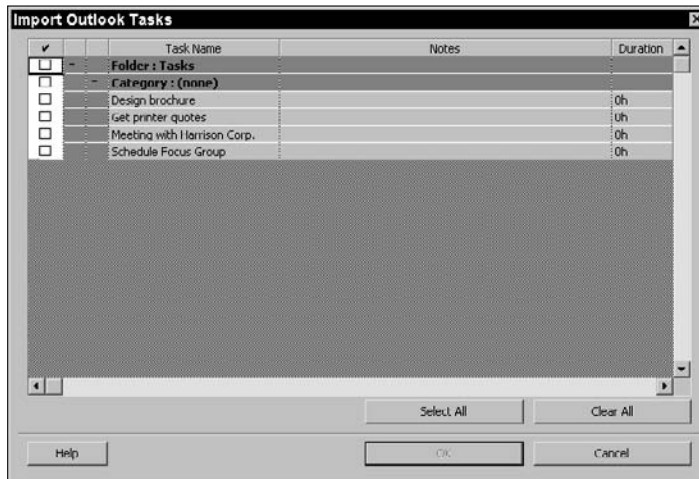 Import Outlook Tasks
✔ Task Name Notes Duration
- Folder : Tasks
- Category : (none)
Design brochure 0h
Get printer quotes 0h
Meeting with Harrison Corp. 0h
Schedule Focus Group 0h
Select All Clear All
Help OK Cancel